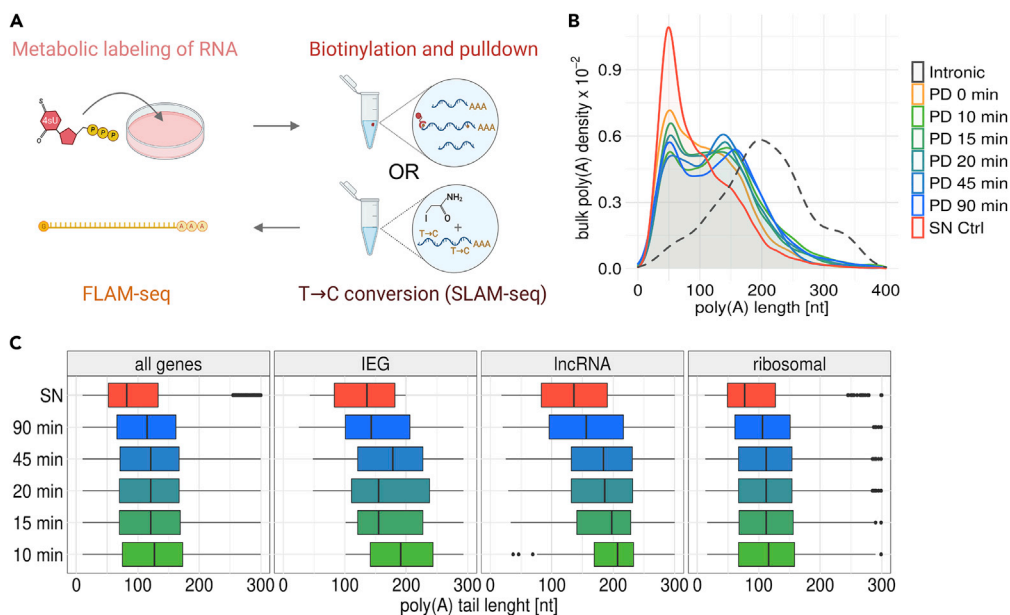 A
Metabolic labeling of RNA
Biotinylation and pulldown
S
4sU
O
P P P
AAA
AAA
OR
NH₂
I
O
+
T→C
AAA
T→C
G
A A A
FLAM-seq
T→C conversion (SLAM-seq)
B
bulk poly(A) density x 10⁻²
0.9
0.6
0.3
0.0
0 100 200 300 400
poly(A) length [nt]
Intronic
PD 0 min
PD 10 min
PD 15 min
PD 20 min
PD 45 min
PD 90 min
SN Ctrl
C
all genes IEG lncRNA ribosomal
SN
90 min
45 min
20 min
15 min
10 min
0 100 200 300 0 100 200 300 0 100 200 300 0 100 200 300
poly(A) tail lenght [nt]